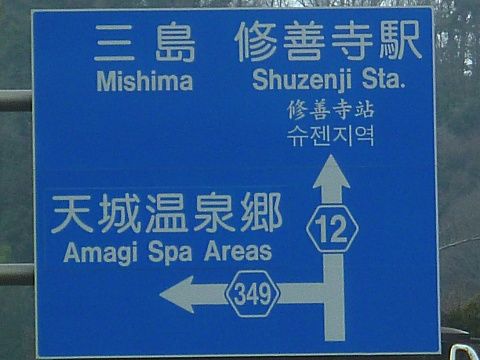 三島 修善寺駅
Mishima Shuzenji Sta.
修善寺站
슈젠지역
天城温泉郷
Amagi Spa Areas
12
349